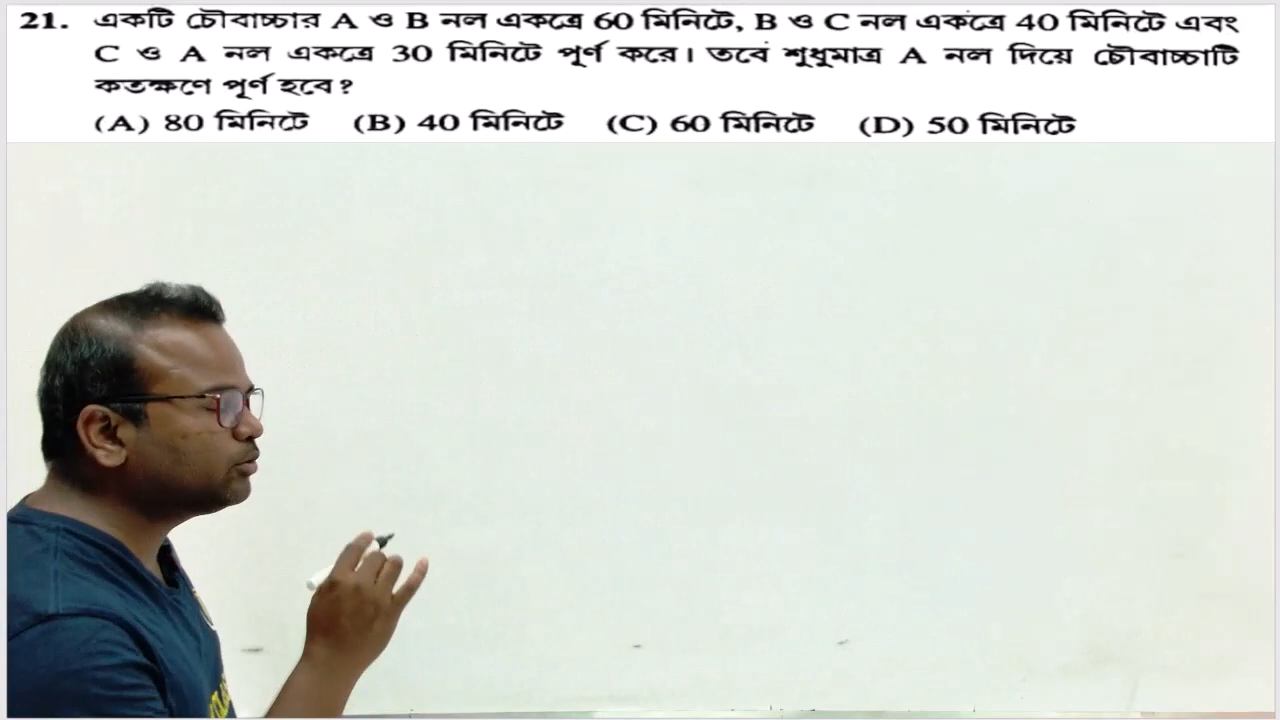 21. একটি চৌবাচ্চার A ও B নল একত্রে 60 মিনিটে, B ও C নল একত্রে 40 মিনিটে এবং
C ও A নল একত্রে 30 মিনিটে পূর্ণ করে। তবে শুধুমাত্র A নল দিয়ে চৌবাচ্চাটি
কতক্ষণে পূর্ণ হবে?
(A) 80 মিনিটে (B) 40 মিনিটে (C) 60 মিনিটে (D) 50 মিনিটে